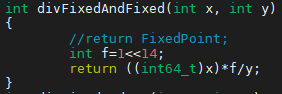 int divFixedAndFixed(int x, int y)
{
//return FixedPoint;
int f=1<<14;
return ((int64_t)x)*f/y;
}